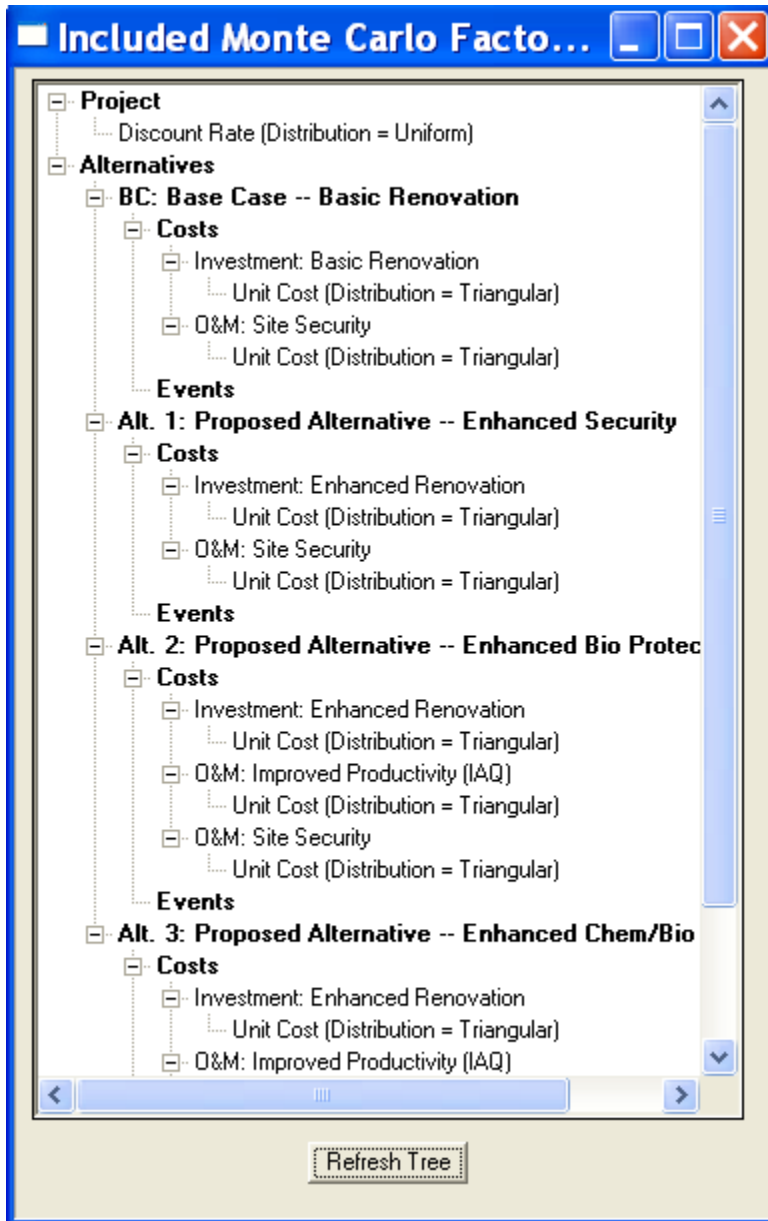 Included Monte Carlo Facto...
Project
Discount Rate (Distribution = Uniform)
Alternatives
BC: Base Case -- Basic Renovation
Costs
Investment: Basic Renovation
Unit Cost (Distribution = Triangular)
O&M: Site Security
Unit Cost (Distribution = Triangular)
Events
Alt. 1: Proposed Alternative -- Enhanced Security
Costs
Investment: Enhanced Renovation
Unit Cost (Distribution = Triangular)
O&M: Site Security
Unit Cost (Distribution = Triangular)
Events
Alt. 2: Proposed Alternative -- Enhanced Bio Protec
Costs
Investment: Enhanced Renovation
Unit Cost (Distribution = Triangular)
O&M: Improved Productivity (IAQ)
Unit Cost (Distribution = Triangular)
O&M: Site Security
Unit Cost (Distribution = Triangular)
Events
Alt. 3: Proposed Alternative -- Enhanced Chem/Bio
Costs
Investment: Enhanced Renovation
Unit Cost (Distribution = Triangular)
O&M: Improved Productivity (IAQ)
Refresh Tree